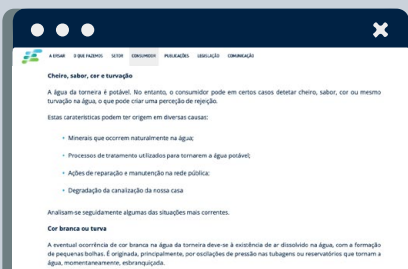 A ERSAR O QUE FAZEMOS SETOR CONSUMIDOR PUBLICAÇÕES LEGISLAÇÃO COMUNICAÇÃO
Cheiro, sabor, cor e turvação
A água da torneira é potável. No entanto, o consumidor pode em certos casos detetar cheiro, sabor, cor ou mesmo
turvação na água, o que pode criar uma perceção de rejeição.
Estas caraterísticas podem ter origem em diversas causas:
• Minerais que ocorrem naturalmente na água;
• Processos de tratamento utilizados para tornarem a água potável;
• Ações de reparação e manutenção na rede pública;
• Degradação da canalização da nossa casa
Analisam-se seguidamente algumas das situações mais correntes.
Cor branca ou turva
A eventual ocorrência de cor branca na água da torneira deve-se à existência de ar dissolvido na água, com a formação
de pequenas bolhas. É originada, principalmente, por oscilações de pressão nas tubagens ou reservatórios que tornam a
água, momentaneamente, esbranquiçada.